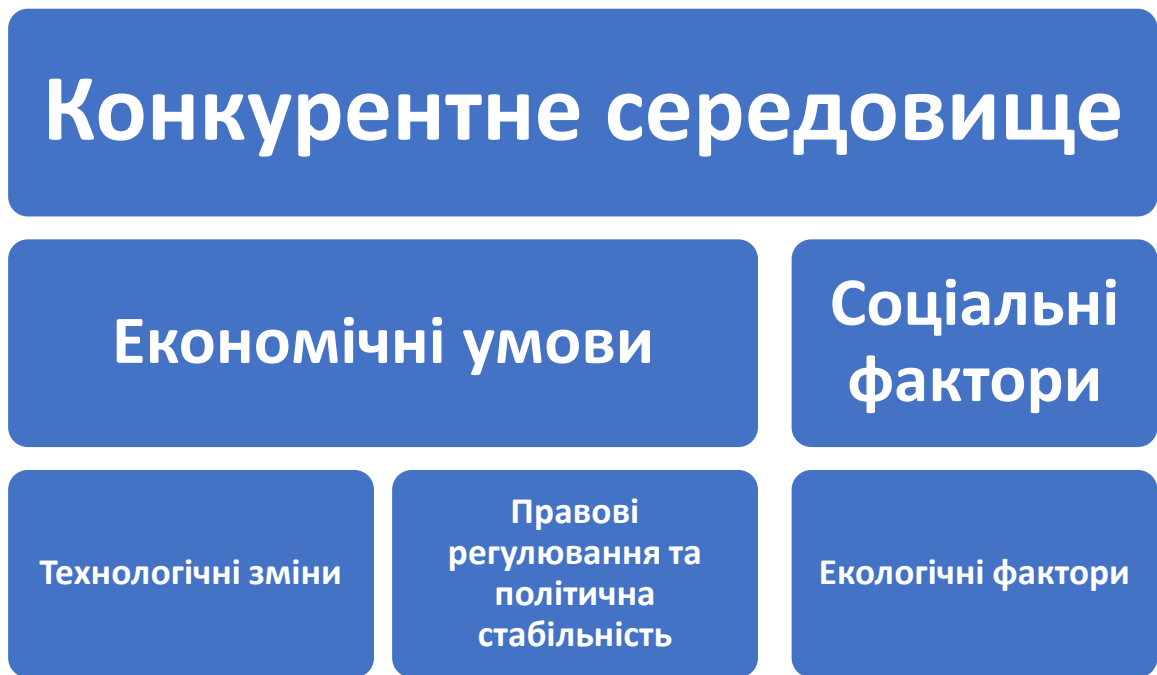 Конкурентне середовище
Економічні умови
Соціальні
фактори
Технологічні зміни
Правові
регулювання та
політична
стабільність
Екологічні фактори